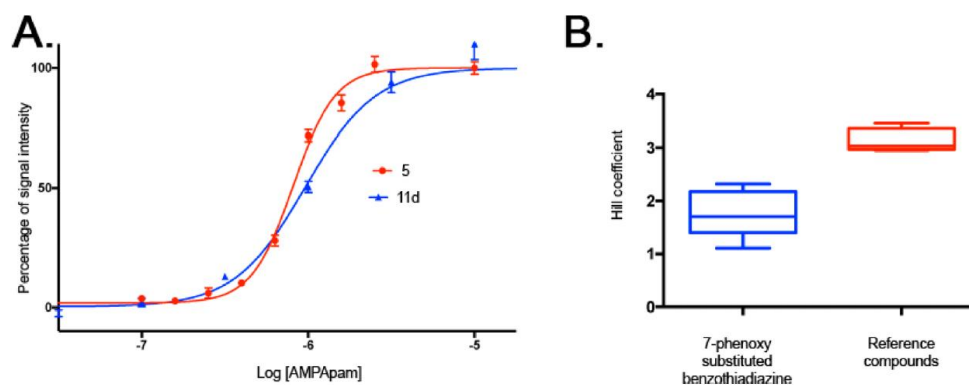 A.
Percentage of signal intensity
100
50
0
-7
-6
-5
Log [AMPApam]
5
11d
B.
Hill coefficient
4
3
2
1
0
7-phenoxy
substituted
benzothiadiazine
Reference
compounds